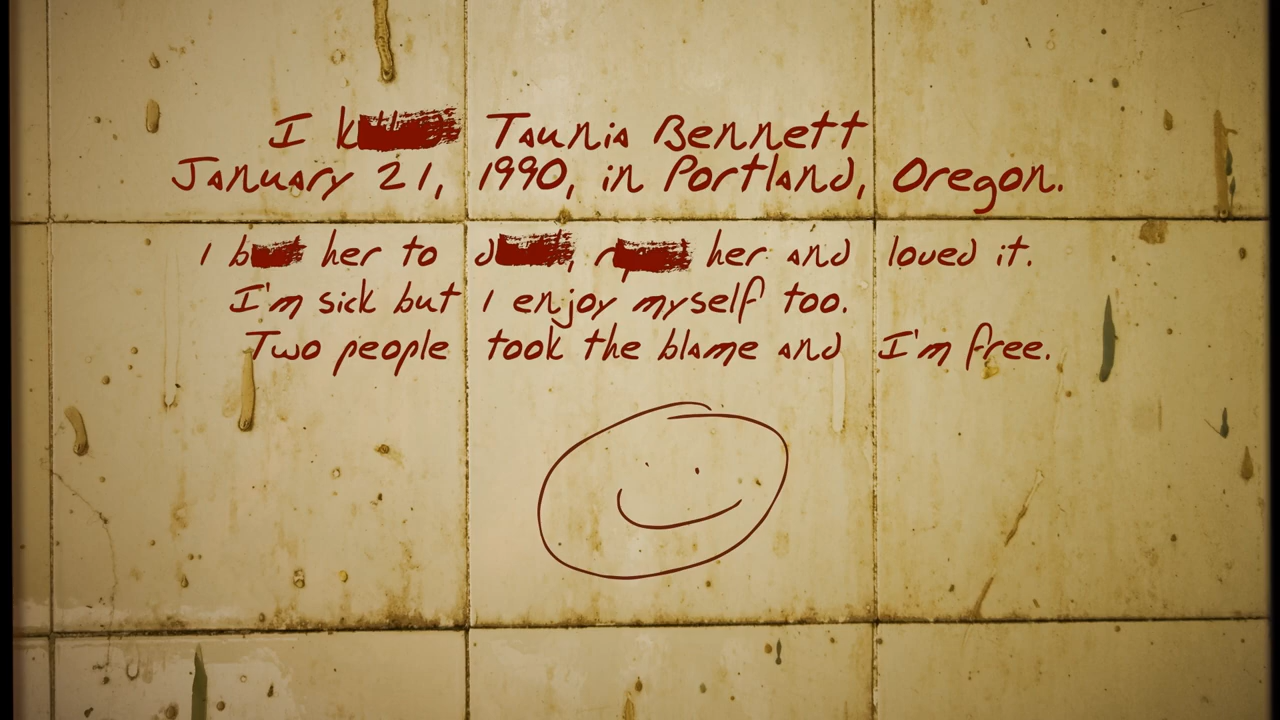 I Taunia Bennett
January 21, 1990, in Portland, Oregon.
I her to her and loved it.
I'm sick but I enjoy myself too.
Two people took the blame and I'm free.